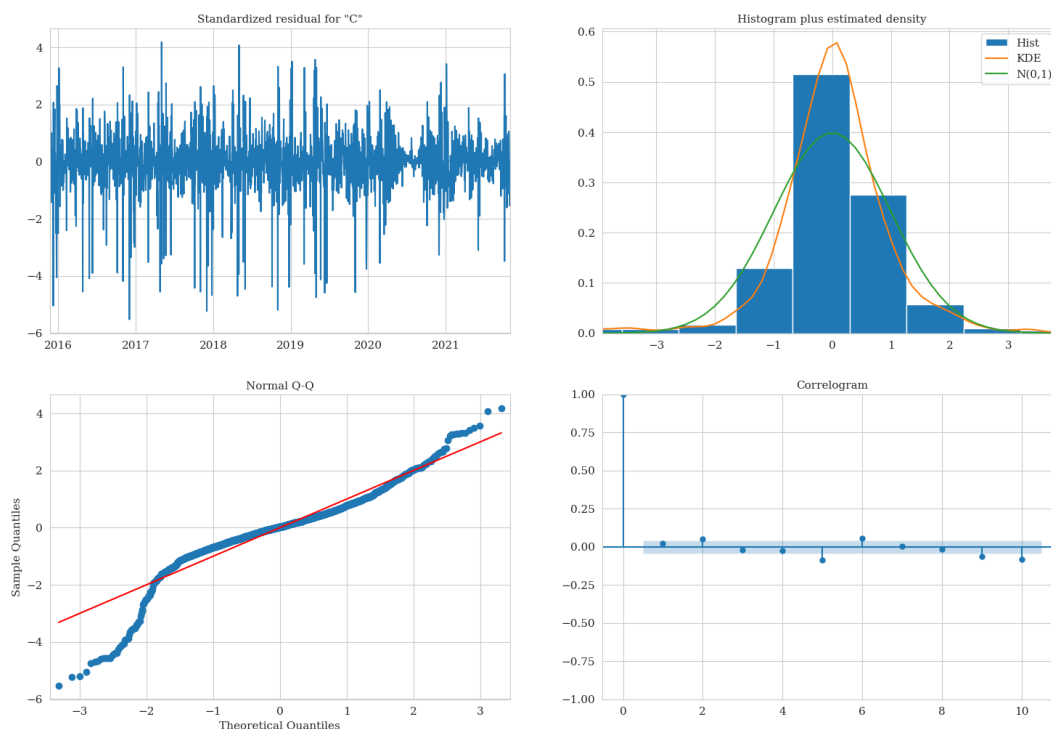 Standardized residual for "C"
4
2
0
−2
−4
−6
2016 2017 2018 2019 2020 2021
Histogram plus estimated density
Hist
KDE
N(0,1)
0.6
0.5
0.4
0.3
0.2
0.1
0.0
−3 −2 −1 0 1 2 3
Normal Q-Q
Sample Quantiles
4
2
0
−2
−4
−6
−3 −2 −1 0 1 2 3
Theoretical Quantiles
Correlogram
1.00
0.75
0.50
0.25
0.00
−0.25
−0.50
−0.75
−1.00
0 2 4 6 8 10